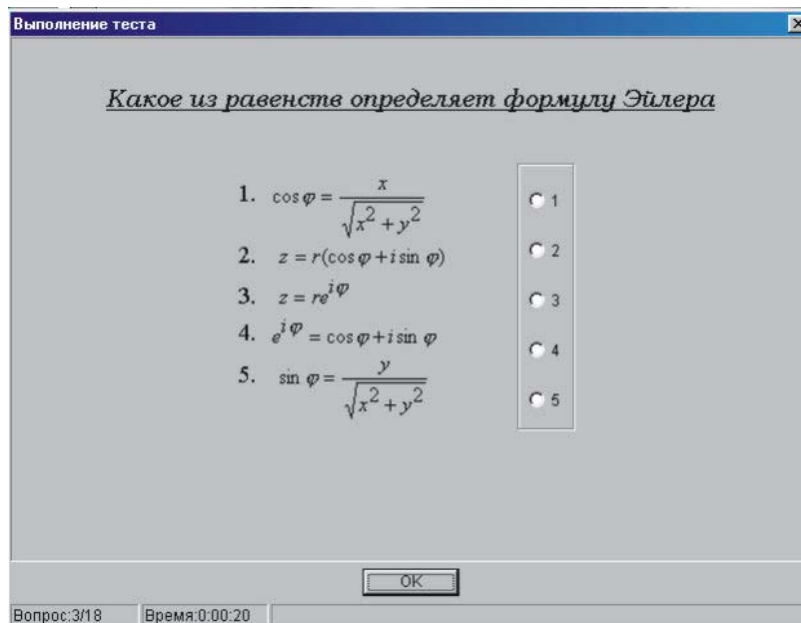 Выполнение теста
Какое из равенств определяет формулу Эйлера
1. cos φ = x / √(x² + y²)
2. z = r(cos φ + i sin φ)
3. z = re^{iφ}
4. e^{iφ} = cos φ + i sin φ
5. sin φ = y / √(x² + y²)
1
2
3
4
5
OK
Вопрос:3/18 Время:0:00:20